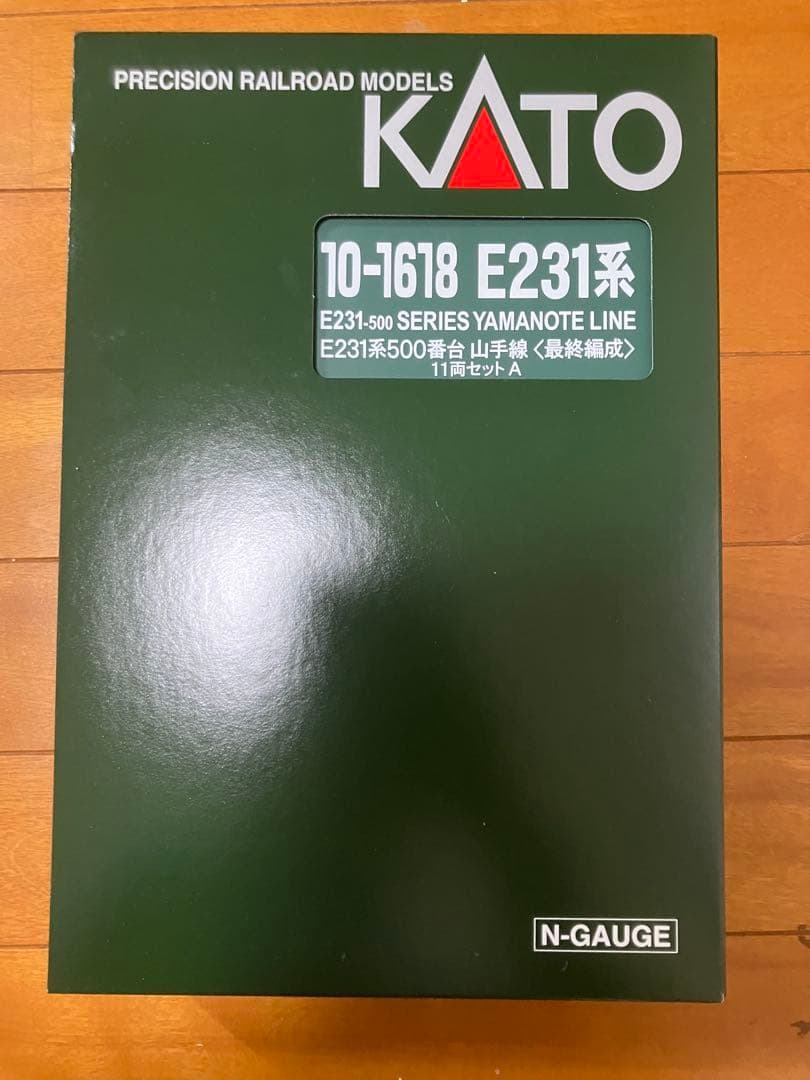 PRECISION RAILROAD MODELS
KATO
10-1618 E231系
E231-500 SERIES YAMANOTE LINE
E231系500番台 山手線〈最終編成〉
11両セット A
N-GAUGE